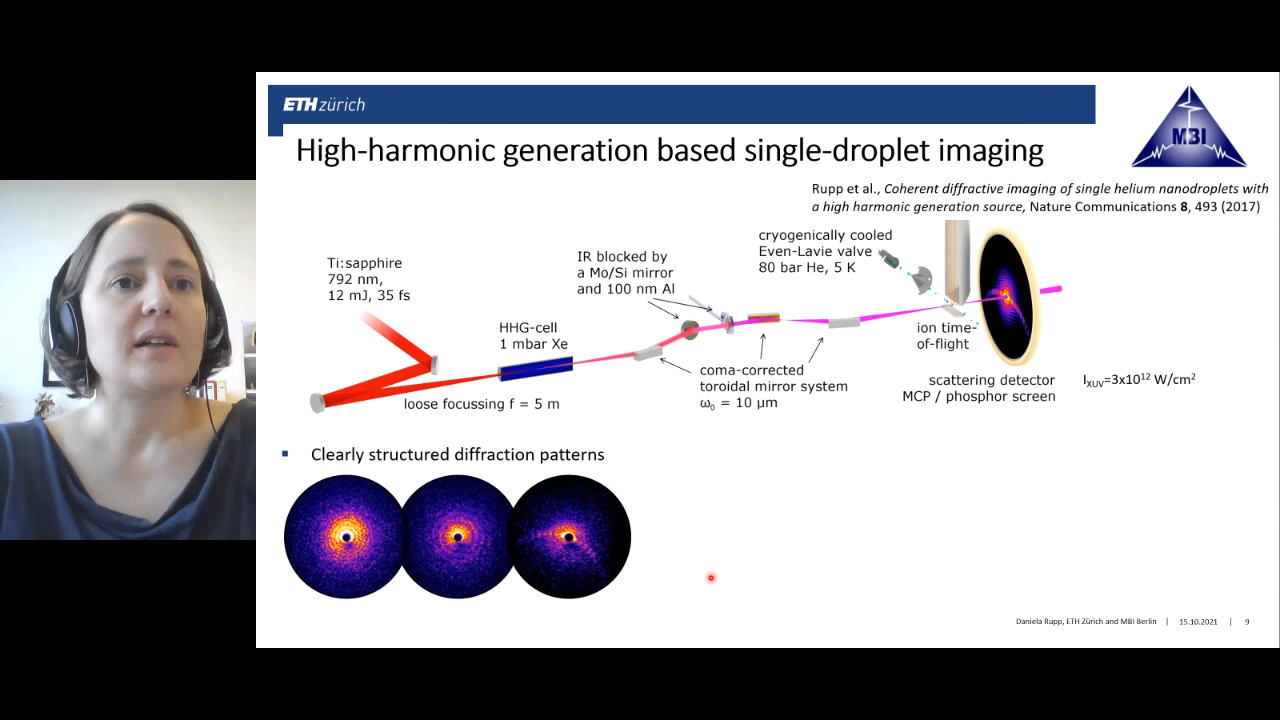 ETH zürich
MBI
High-harmonic generation based single-droplet imaging
Rupp et al., Coherent diffractive imaging of single helium nanodroplets with
a high harmonic generation source, Nature Communications 8, 493 (2017)
Ti:sapphire
792 nm,
12 mJ, 35 fs
HHG-cell
1 mbar Xe
loose focussing f = 5 m
IR blocked by
a Mo/Si mirror
and 100 nm Al
coma-corrected
toroidal mirror system
ω₀ = 10 µm
cryogenically cooled
Even-Lavie valve
80 bar He, 5 K
ion time-
of-flight
scattering detector
MCP / phosphor screen
I_XUV=3x10¹² W/cm²
▪ Clearly structured diffraction patterns
Daniela Rupp, ETH Zürich and MBI Berlin | 15.10.2021 | 9